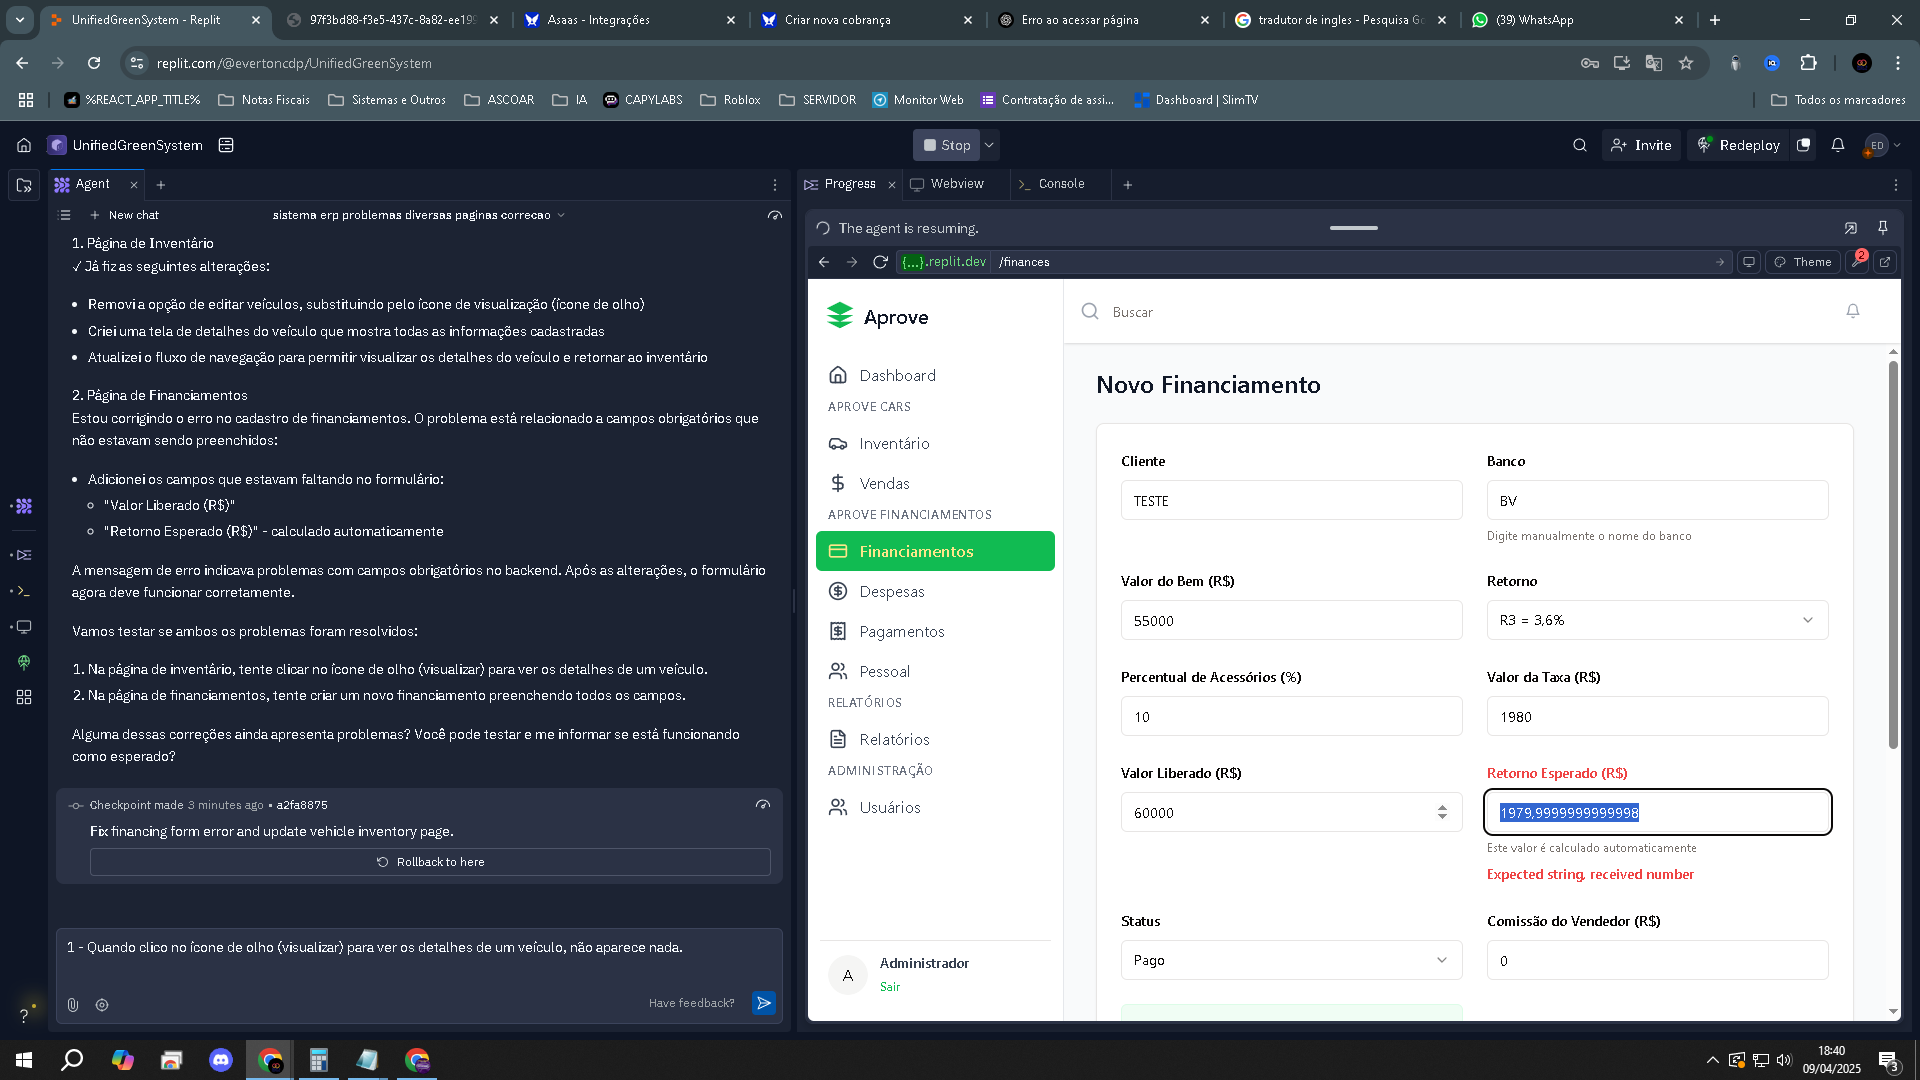 UnifiedGreenSystem - Replit
97f3bd88-f3e5-437c-8a82-ee199
Asaas - Integrações
Criar nova cobrança
Erro ao acessar página
tradutor de ingles - Pesquisa Go
(39) WhatsApp
replit.com/@evertoncdp/UnifiedGreenSystem
%REACT_APP_TITLE%
Notas Fiscais
Sistemas e Outros
ASCOAR
IA
CAPYLABS
Roblox
SERVIDOR
Monitor Web
Contratação de assi...
Dashboard | SlimTV
Todos os marcadores
UnifiedGreenSystem
Stop
Invite
Redeploy
ED
Agent
Progress
Webview
Console
New chat
sistema erp problemas diversas paginas correcao
The agent is resuming.
{...}.replit.dev
/finances
Theme
2
1. Página de Inventário
✓ Já fiz as seguintes alterações:
• Removi a opção de editar veículos, substituindo pelo ícone de visualização (ícone de olho)
• Criei uma tela de detalhes do veículo que mostra todas as informações cadastradas
• Atualizei o fluxo de navegação para permitir visualizar os detalhes do veículo e retornar ao inventário
2. Página de Financiamentos
Estou corrigindo o erro no cadastro de financiamentos. O problema está relacionado a campos obrigatórios que
não estavam sendo preenchidos:
• Adicionei os campos que estavam faltando no formulário:
"Valor Liberado (R$)"
"Retorno Esperado (R$)" - calculado automaticamente
A mensagem de erro indicava problemas com campos obrigatórios no backend. Após as alterações, o formulário
agora deve funcionar corretamente.
Vamos testar se ambos os problemas foram resolvidos:
1. Na página de inventário, tente clicar no ícone de olho (visualizar) para ver os detalhes de um veículo.
2. Na página de financiamentos, tente criar um novo financiamento preenchendo todos os campos.
Alguma dessas correções ainda apresenta problemas? Você pode testar e me informar se está funcionando
como esperado?
Checkpoint made 3 minutes ago • a2fa8875
Fix financing form error and update vehicle inventory page.
Rollback to here
1 - Quando clico no ícone de olho (visualizar) para ver os detalhes de um veículo, não aparece nada.
Have feedback?
Aprove
Dashboard
APROVE CARS
Inventário
Vendas
APROVE FINANCIAMENTOS
Financiamentos
Despesas
Pagamentos
Pessoal
RELATÓRIOS
Relatórios
ADMINISTRAÇÃO
Usuários
A
Administrador
Sair
Buscar
Novo Financiamento
Cliente
Banco
TESTE
BV
Digite manualmente o nome do banco
Valor do Bem (R$)
Retorno
55000
R3 = 3,6%
Percentual de Acessórios (%)
Valor da Taxa (R$)
10
1980
Valor Liberado (R$)
Retorno Esperado (R$)
60000
1979,9999999999998
Este valor é calculado automaticamente
Expected string, received number
Status
Comissão do Vendedor (R$)
Pago
0
?
18:40
09/04/2025
3